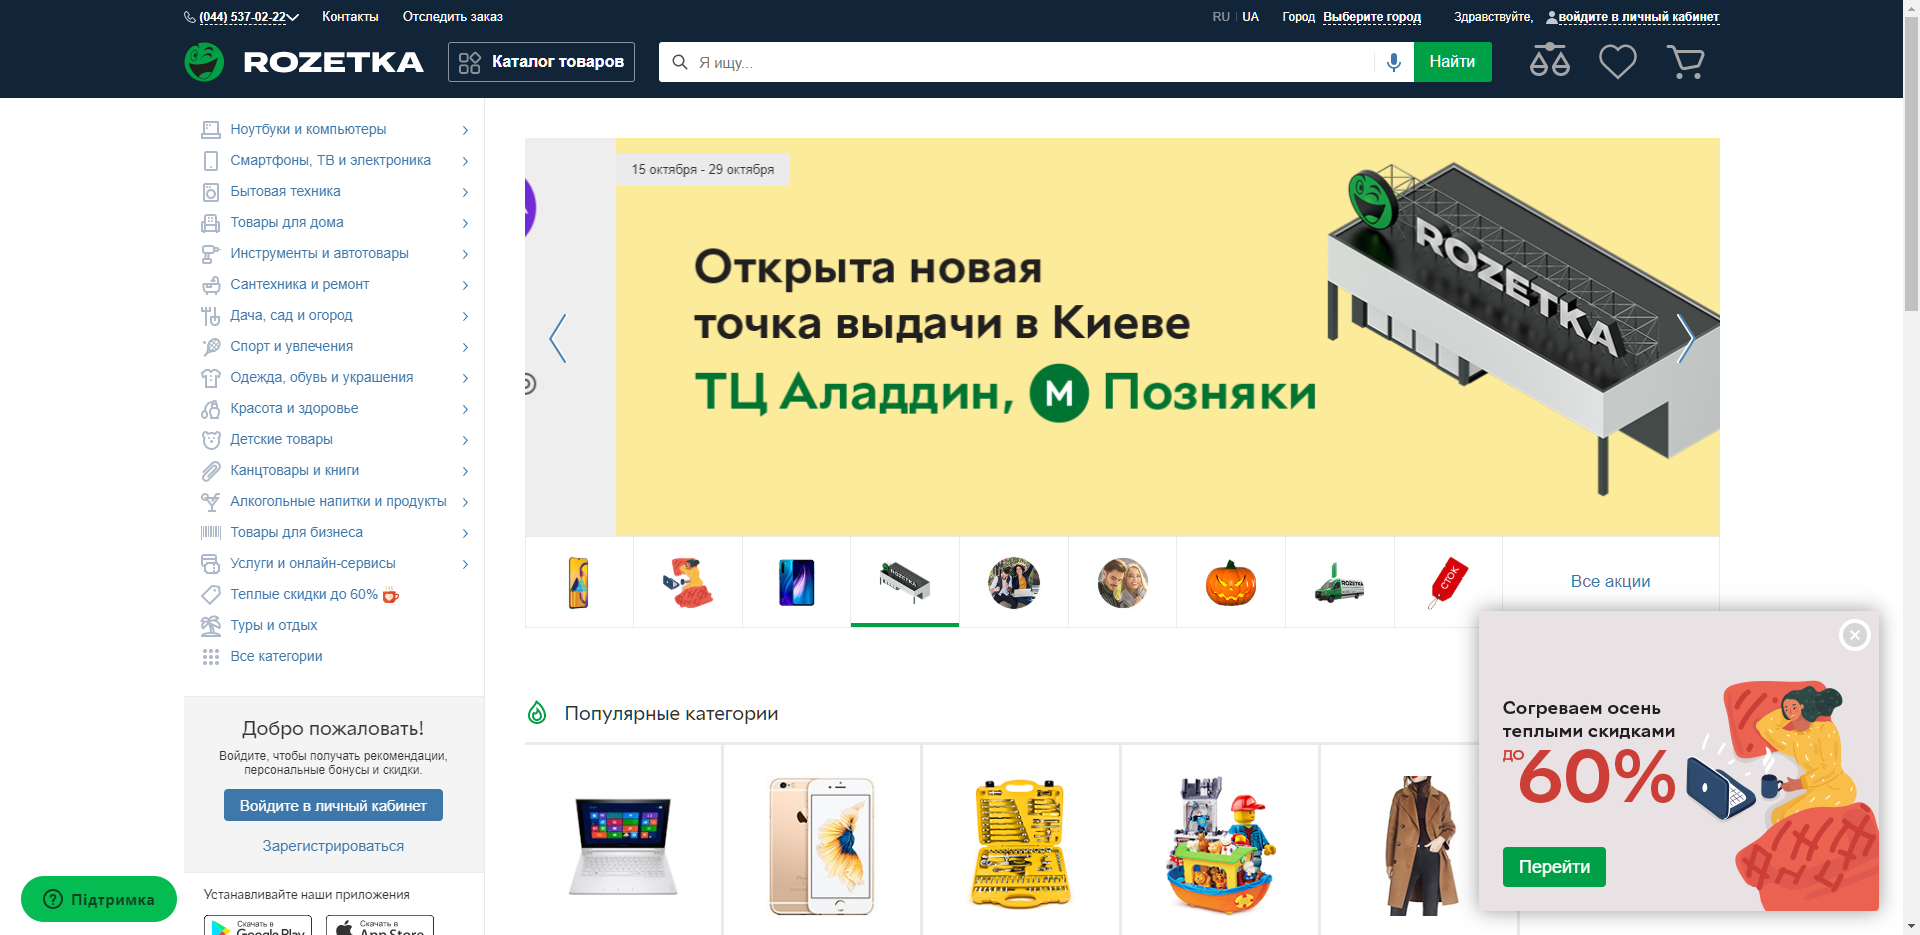 (044) 537-02-22 Контакты Отследить заказ RU UA Город Выберите город Здравствуйте, войдите в личный кабинет
ROZETKA Каталог товаров Я ищу... Найти
Ноутбуки и компьютеры
Смартфоны, ТВ и электроника
Бытовая техника
Товары для дома
Инструменты и автотовары
Сантехника и ремонт
Дача, сад и огород
Спорт и увлечения
Одежда, обувь и украшения
Красота и здоровье
Детские товары
Канцтовары и книги
Алкогольные напитки и продукты
Товары для бизнеса
Услуги и онлайн-сервисы
Теплые скидки до 60%
Туры и отдых
Все категории
Добро пожаловать!
Войдите, чтобы получать рекомендации,
персональные бонусы и скидки.
Войдите в личный кабинет
Зарегистрироваться
Устанавливайте наши приложения
Скачать в
Google Play
Скачать в
App Store
Підтримка
15 октября - 29 октября
Открыта новая
точка выдачи в Киеве
ТЦ Аладдин, М Позняки
ROZETKA
ROZETKA
ROZETKA
СТОК
Все акции
Популярные категории
Согреваем осень
теплыми скидками
ДО
60%
Перейти